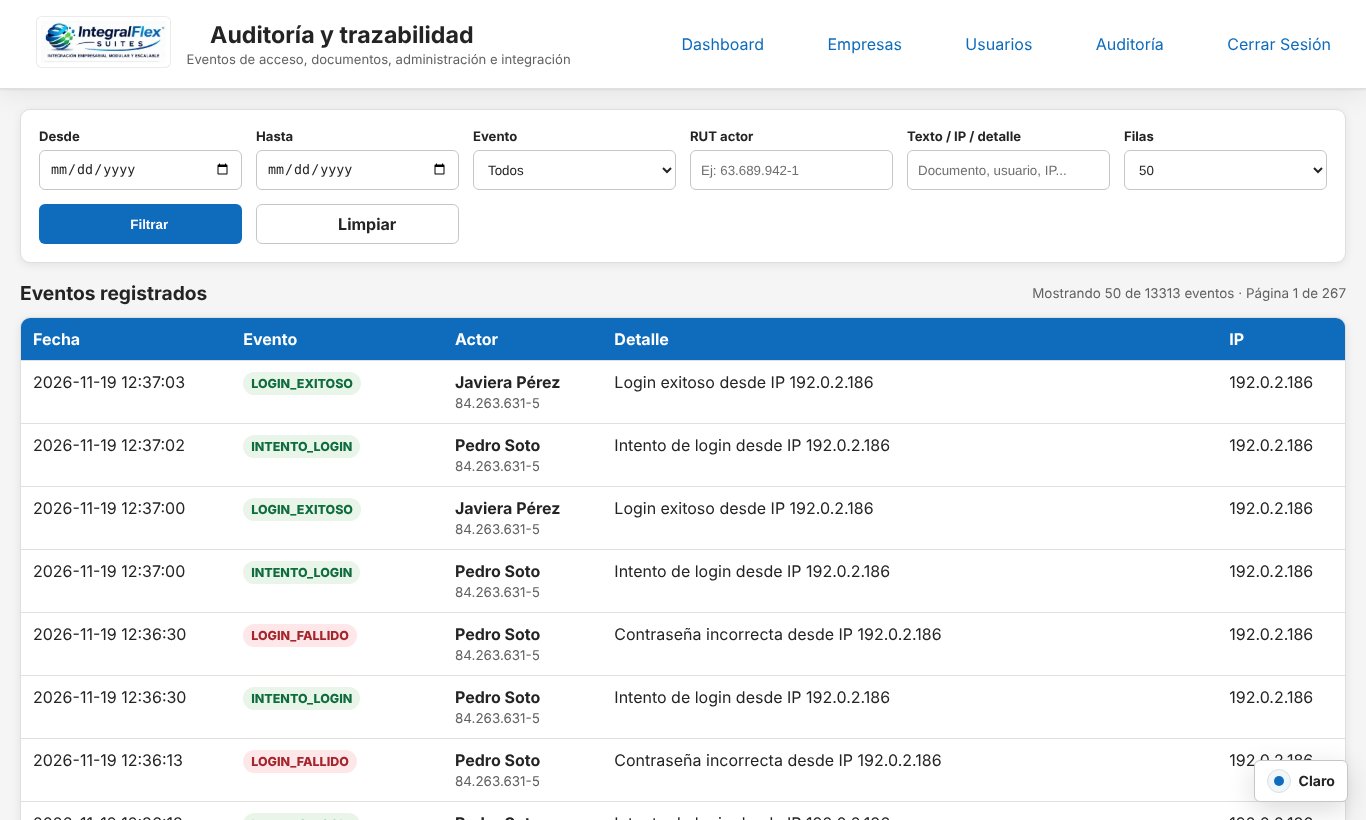 IntegralFlex
SUITES
INTEGRACIÓN EMPRESARIAL MODULAR Y ESCALABLE
Auditoría y trazabilidad
Eventos de acceso, documentos, administración e integración
Dashboard
Empresas
Usuarios
Auditoría
Cerrar Sesión
Desde
Hasta
Evento
RUT actor
Texto / IP / detalle
Filas
mm/dd/yyyy
mm/dd/yyyy
Todos
Ej: 63.689.942-1
Documento, usuario, IP...
50
Filtrar
Limpiar
Eventos registrados
Mostrando 50 de 13313 eventos · Página 1 de 267
Fecha Evento Actor Detalle IP
2026-11-19 12:37:03 LOGIN_EXITOSO Javiera Pérez Login exitoso desde IP 192.0.2.186 192.0.2.186
84.263.631-5
2026-11-19 12:37:02 INTENTO_LOGIN Pedro Soto Intento de login desde IP 192.0.2.186 192.0.2.186
84.263.631-5
2026-11-19 12:37:00 LOGIN_EXITOSO Javiera Pérez Login exitoso desde IP 192.0.2.186 192.0.2.186
84.263.631-5
2026-11-19 12:37:00 INTENTO_LOGIN Pedro Soto Intento de login desde IP 192.0.2.186 192.0.2.186
84.263.631-5
2026-11-19 12:36:30 LOGIN_FALLIDO Pedro Soto Contraseña incorrecta desde IP 192.0.2.186 192.0.2.186
84.263.631-5
2026-11-19 12:36:30 INTENTO_LOGIN Pedro Soto Intento de login desde IP 192.0.2.186 192.0.2.186
84.263.631-5
2026-11-19 12:36:13 LOGIN_FALLIDO Pedro Soto Contraseña incorrecta desde IP 192.0.2.186 192.0.2.186
84.263.631-5
Claro